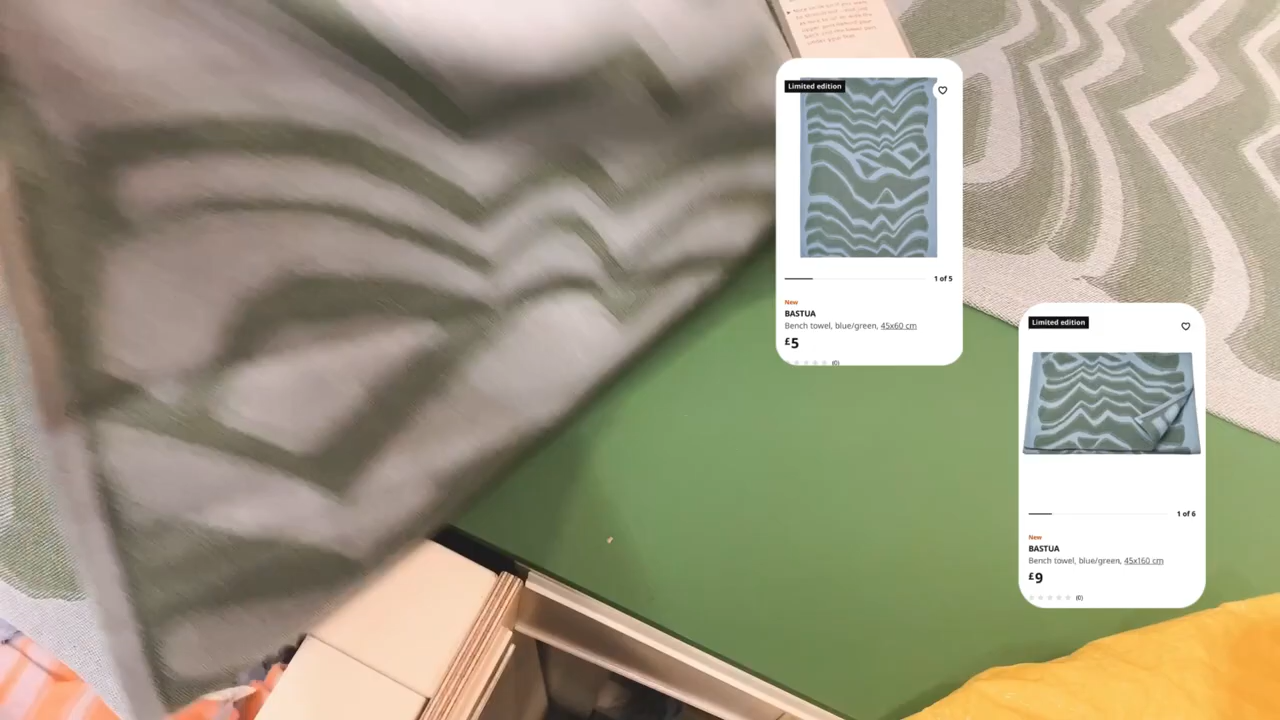 Limited edition
1 of 5
New
BASTUA
Bench towel, blue/green, 45x60 cm
£5
(0)
Limited edition
1 of 6
New
BASTUA
Bench towel, blue/green, 45x160 cm
£9
(0)